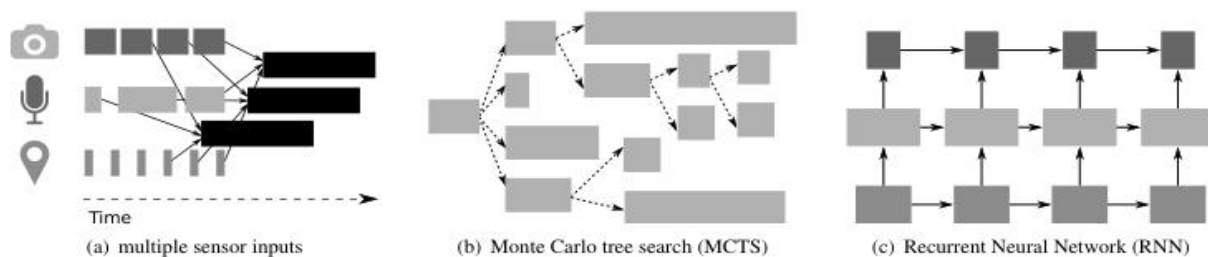 Time
(a) multiple sensor inputs
(b) Monte Carlo tree search (MCTS)
(c) Recurrent Neural Network (RNN)